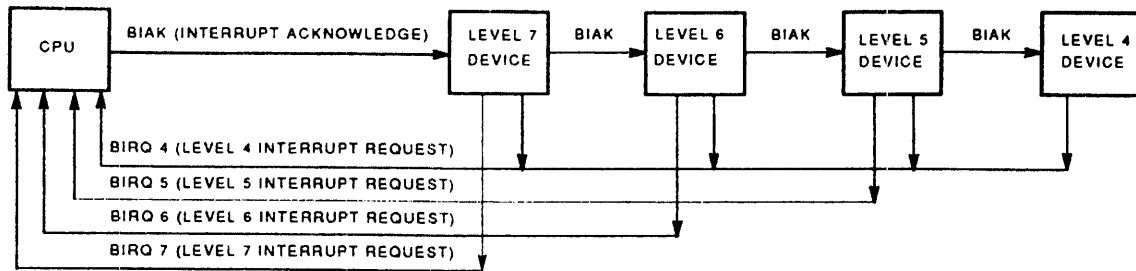 CPU
BIAK (INTERRUPT ACKNOWLEDGE)
LEVEL 7
DEVICE
BIAK
LEVEL 6
DEVICE
BIAK
LEVEL 5
DEVICE
BIAK
LEVEL 4
DEVICE
BIRQ 4 (LEVEL 4 INTERRUPT REQUEST)
BIRQ 5 (LEVEL 5 INTERRUPT REQUEST)
BIRQ 6 (LEVEL 6 INTERRUPT REQUEST)
BIRQ 7 (LEVEL 7 INTERRUPT REQUEST)